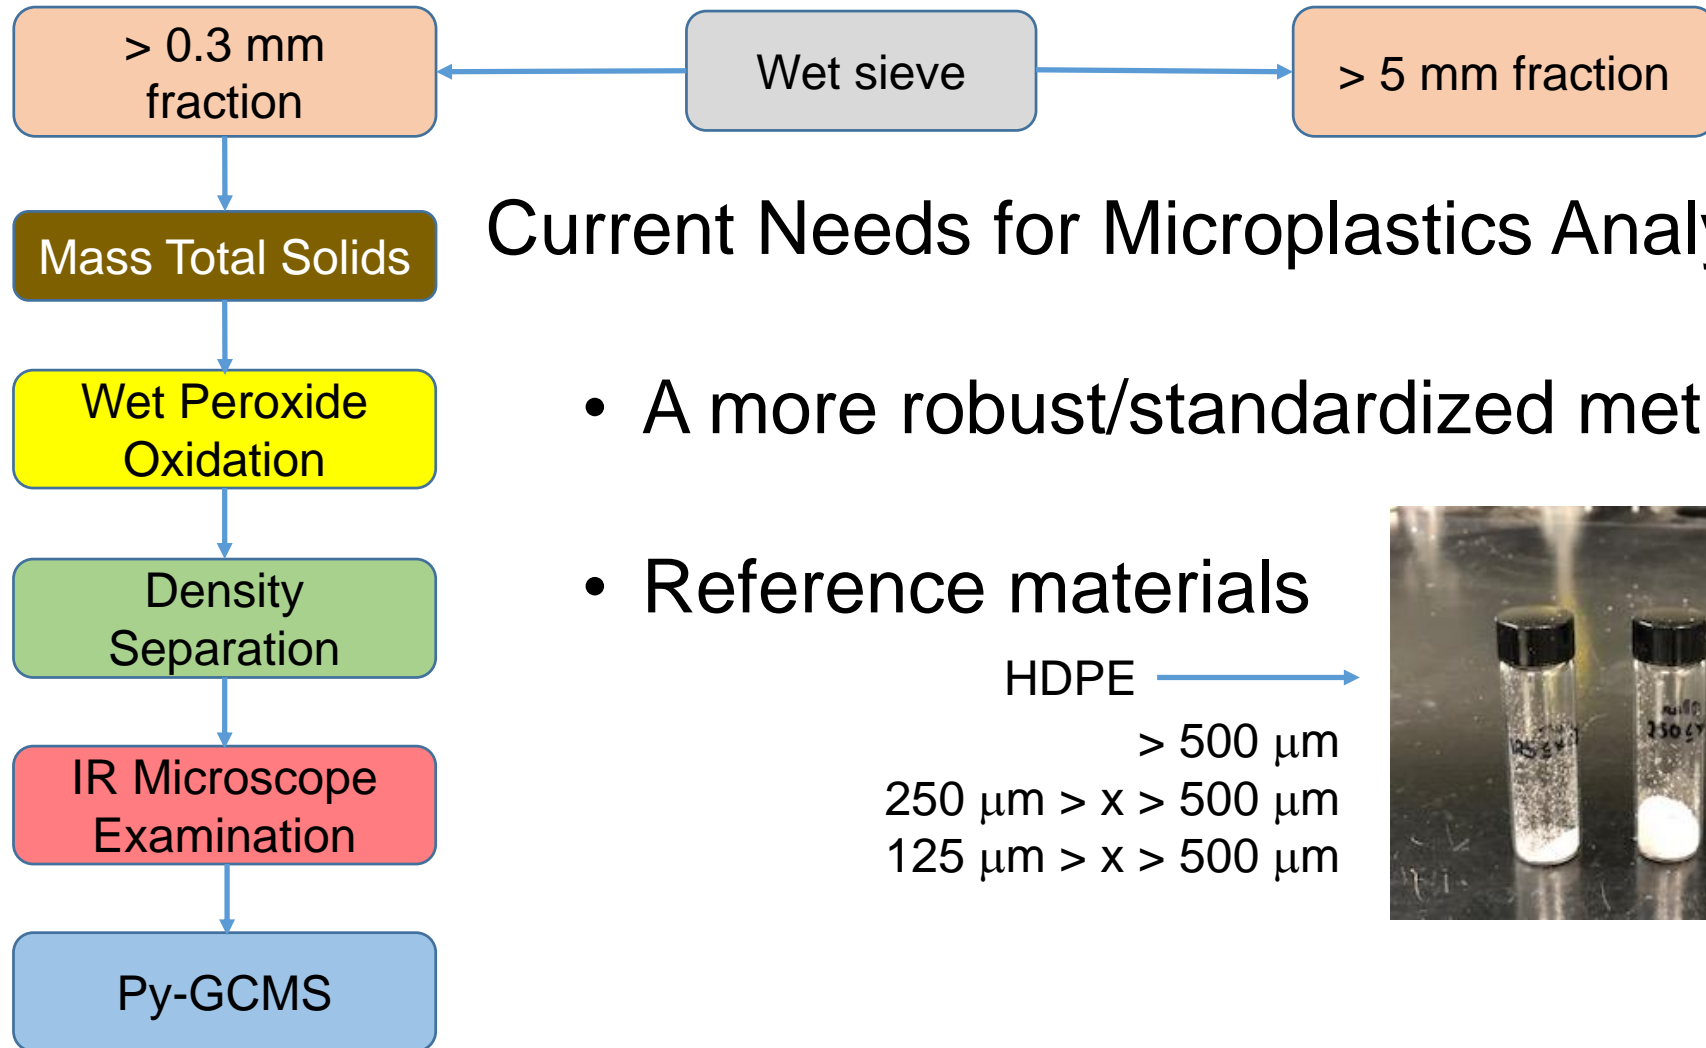 > 0.3 mm
fraction
Wet sieve
> 5 mm fraction
Mass Total Solids
Current Needs for Microplastics Analy
Wet Peroxide
Oxidation
• A more robust/standardized met
Density
Separation
• Reference materials
HDPE
> 500 μm
250 μm > x > 500 μm
125 μm > x > 500 μm
IR Microscope
Examination
Py-GCMS